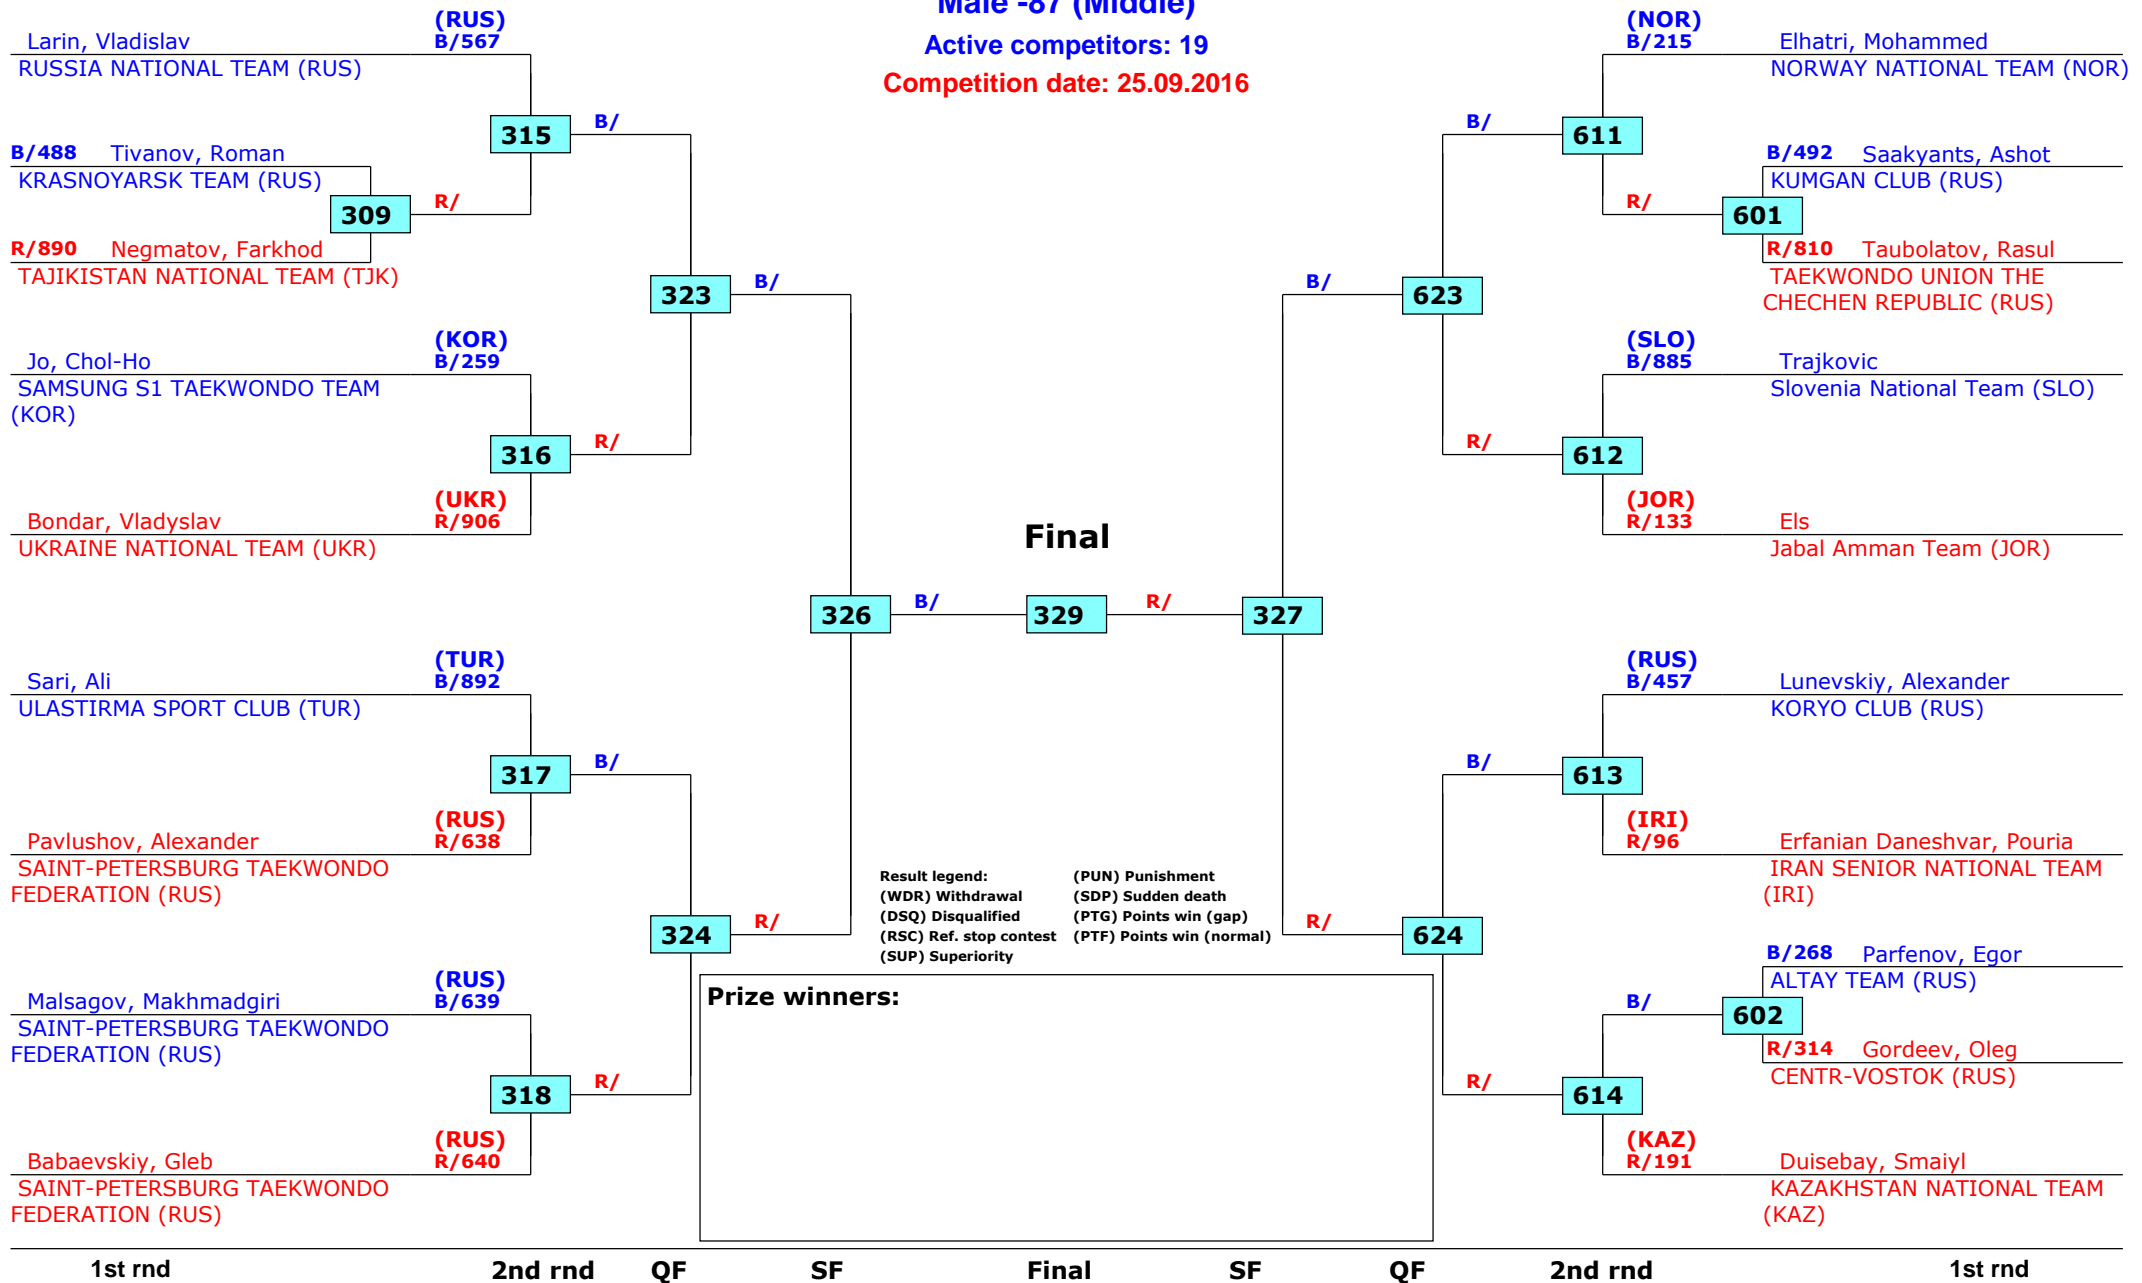 Male -87 (Middle)
Active competitors: 19
Competition date: 25.09.2016
(RUS)
Larin, Vladislav B/567
RUSSIA NATIONAL TEAM (RUS)
315
B/
B/488 Tivanov, Roman
KRASNOYARSK TEAM (RUS)
309
R/
R/890 Negmatov, Farkhod
TAJIKISTAN NATIONAL TEAM (TJK)
323
B/
(KOR)
Jo, Chol-Ho B/259
SAMSUNG S1 TAEKWONDO TEAM
(KOR)
316
R/
(UKR)
Bondar, Vladyslav R/906
UKRAINE NATIONAL TEAM (UKR)
326
B/
(TUR)
Sari, Ali B/892
ULASTIRMA SPORT CLUB (TUR)
317
B/
(RUS)
Pavlushov, Alexander R/638
SAINT-PETERSBURG TAEKWONDO
FEDERATION (RUS)
324
R/
(RUS)
Malsagov, Makhmadgiri B/639
SAINT-PETERSBURG TAEKWONDO
FEDERATION (RUS)
318
R/
(RUS)
Babaevskiy, Gleb R/640
SAINT-PETERSBURG TAEKWONDO
FEDERATION (RUS)
Final
329
R/
327
(NOR)
B/215 Elhatri, Mohammed
NORWAY NATIONAL TEAM (NOR)
B/
611
B/492 Saakyants, Ashot
KUMGAN CLUB (RUS)
R/
601
R/810 Taubolatov, Rasul
TAEKWONDO UNION THE
CHECHEN REPUBLIC (RUS)
B/
623
(SLO)
B/885 Trajkovic
Slovenia National Team (SLO)
R/
612
(JOR)
R/133 Els
Jabal Amman Team (JOR)
(RUS)
B/457 Lunevskiy, Alexander
KORYO CLUB (RUS)
B/
613
(IRI)
R/96 Erfanian Daneshvar, Pouria
IRAN SENIOR NATIONAL TEAM
(IRI)
R/
624
B/268 Parfenov, Egor
ALTAY TEAM (RUS)
B/
602
R/314 Gordeev, Oleg
CENTR-VOSTOK (RUS)
R/
614
(KAZ)
R/191 Duisebay, Smaiyl
KAZAKHSTAN NATIONAL TEAM
(KAZ)
Result legend: (PUN) Punishment
(WDR) Withdrawal (SDP) Sudden death
(DSQ) Disqualified (PTG) Points win (gap)
(RSC) Ref. stop contest (PTF) Points win (normal)
(SUP) Superiority
Prize winners:
1st rnd 2nd rnd QF SF Final SF QF 2nd rnd 1st rnd